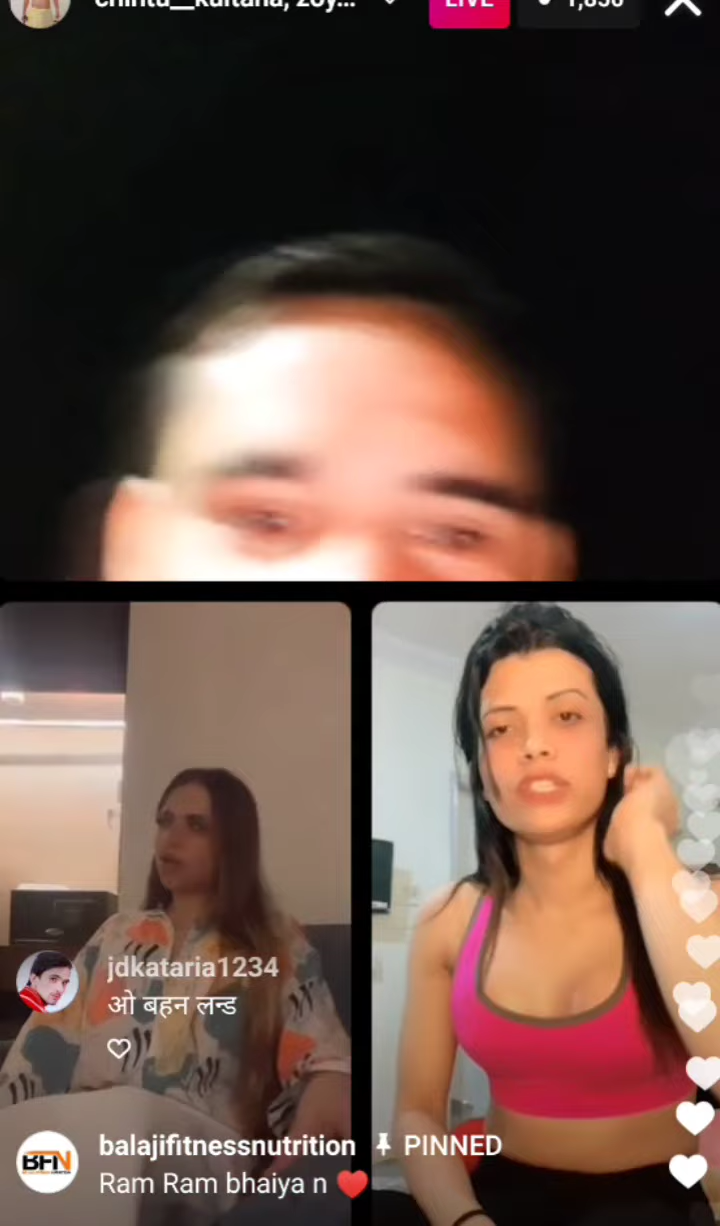 LIVE
jdkataria1234
ओ बहन लन्ड
balajifitnessnutrition PINNED
BFN
Ram Ram bhaiya n